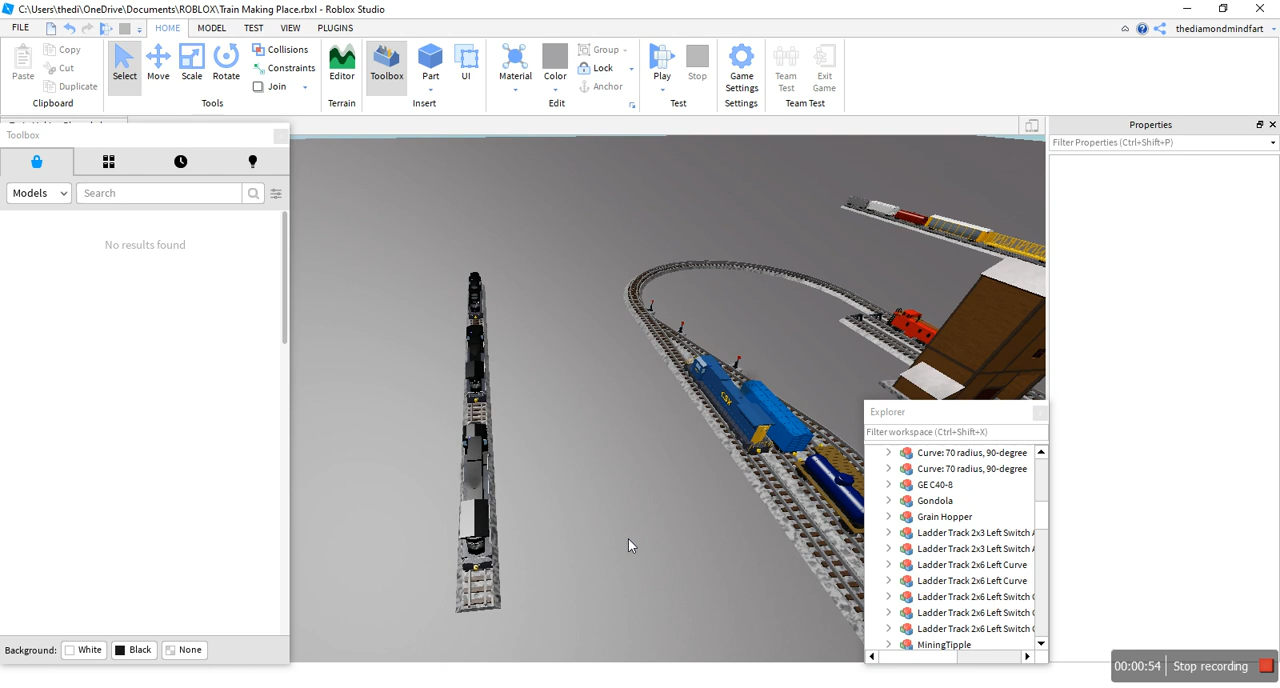 C:\Users\thedi\OneDrive\Documents\ROBLOX\Train Making Place.rbxl - Roblox Studio
FILE HOME MODEL TEST VIEW PLUGINS thediamondmindfart
Paste Copy Cut Duplicate Select Move Scale Rotate Collisions Constraints Join Editor Toolbox Part UI Material Color Group Lock Anchor Play Stop Game Settings Team Test Exit Game
Clipboard Tools Terrain Insert Edit Test Settings Team Test
Toolbox
Models Search
No results found
Background: White Black None
Properties
Filter Properties (Ctrl+Shift+P)
CSX
Explorer
Filter workspace (Ctrl+Shift+X)
Curve: 70 radius, 90-degree
Curve: 70 radius, 90-degree
GE C40-8
Gondola
Grain Hopper
Ladder Track 2x3 Left Switch
Ladder Track 2x3 Left Switch
Ladder Track 2x6 Left Curve
Ladder Track 2x6 Left Curve
Ladder Track 2x6 Left Switch
Ladder Track 2x6 Left Switch
Ladder Track 2x6 Left Switch
MiningTipple
00:00:54 Stop recording